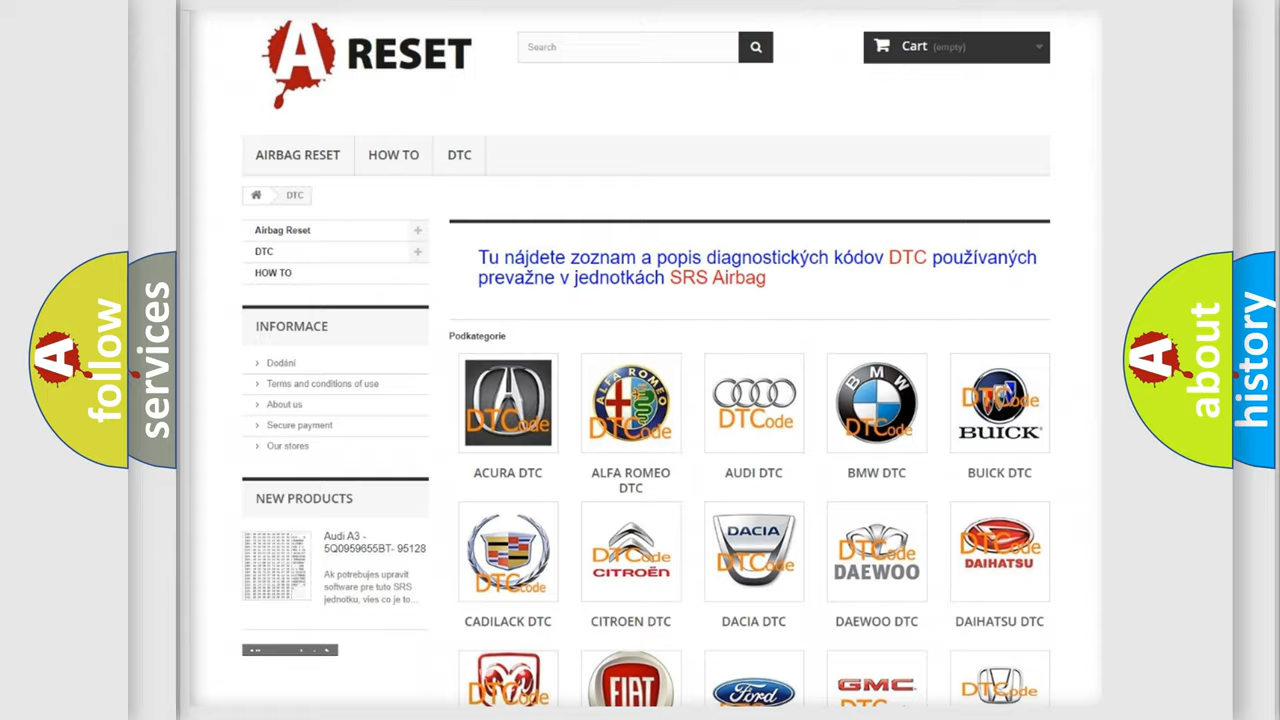 A RESET
Search
Cart (empty)
AIRBAG RESET
HOW TO
DTC
DTC
Airbag Reset
DTC
HOW TO
INFORMACE
Dodání
Terms and conditions of use
About us
Secure payment
Our stores
NEW PRODUCTS
Audi A3 -
5Q0959655BT- 95128
Ak potrebujes upravit
software pre tuto SRS
jednotku, vies co je to...
Tu nájdete zoznam a popis diagnostických kódov DTC používaných
prevažne v jednotkách SRS Airbag
Podkategorie
DTCode
ALFA ROMEO
DTCode
DTCode
BMW
DTCode
DTCode
BUICK
ACURA DTC
ALFA ROMEO
DTC
AUDI DTC
BMW DTC
BUICK DTC
DTCode
DTCode
CITROËN
DACIA
DTCode
DTCode
DAEWOO
DTCode
DAIHATSU
CADILACK DTC
CITROEN DTC
DACIA DTC
DAEWOO DTC
DAIHATSU DTC
DTCode
FIAT
Ford
GMC
DTCode
A follow
services
A about
history